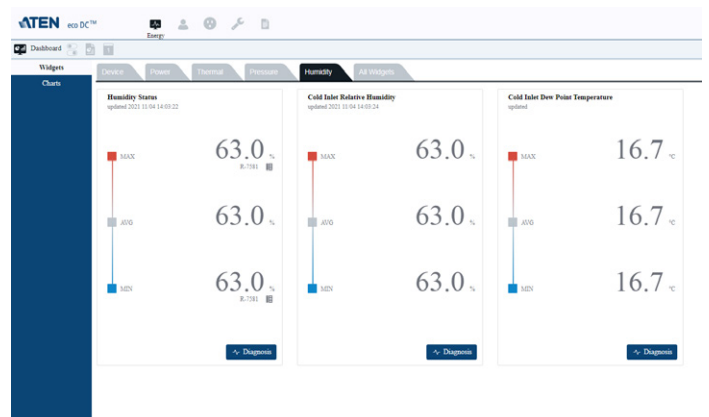 ATEN eco DC™
Energy
Dashboard
Widgets
Charts
Device Power Thermal Pressure Humidity All Widgets
Humidity Status
updated 2021 11/04 14:03:22
MAX 63.0 %
R-7581
AVG 63.0 %
MIN 63.0 %
R-7581
Diagnosis
Cold Inlet Relative Humidity
updated 2021 11/04 14:03:24
MAX 63.0 %
AVG 63.0 %
MIN 63.0 %
Diagnosis
Cold Inlet Dew Point Temperature
updated
MAX 16.7 °C
AVG 16.7 °C
MIN 16.7 °C
Diagnosis